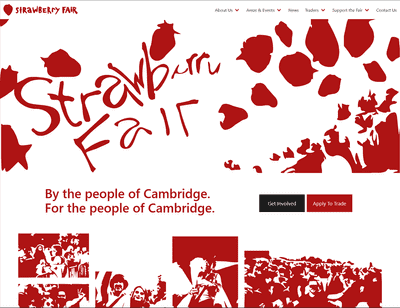 STRAWBERRY FAIR
About Us
Areas & Events
News
Traders
Support the Fair
Contact Us
Strawberry
Fair
By the people of Cambridge.
For the people of Cambridge.
Get Involved
Apply To Trade